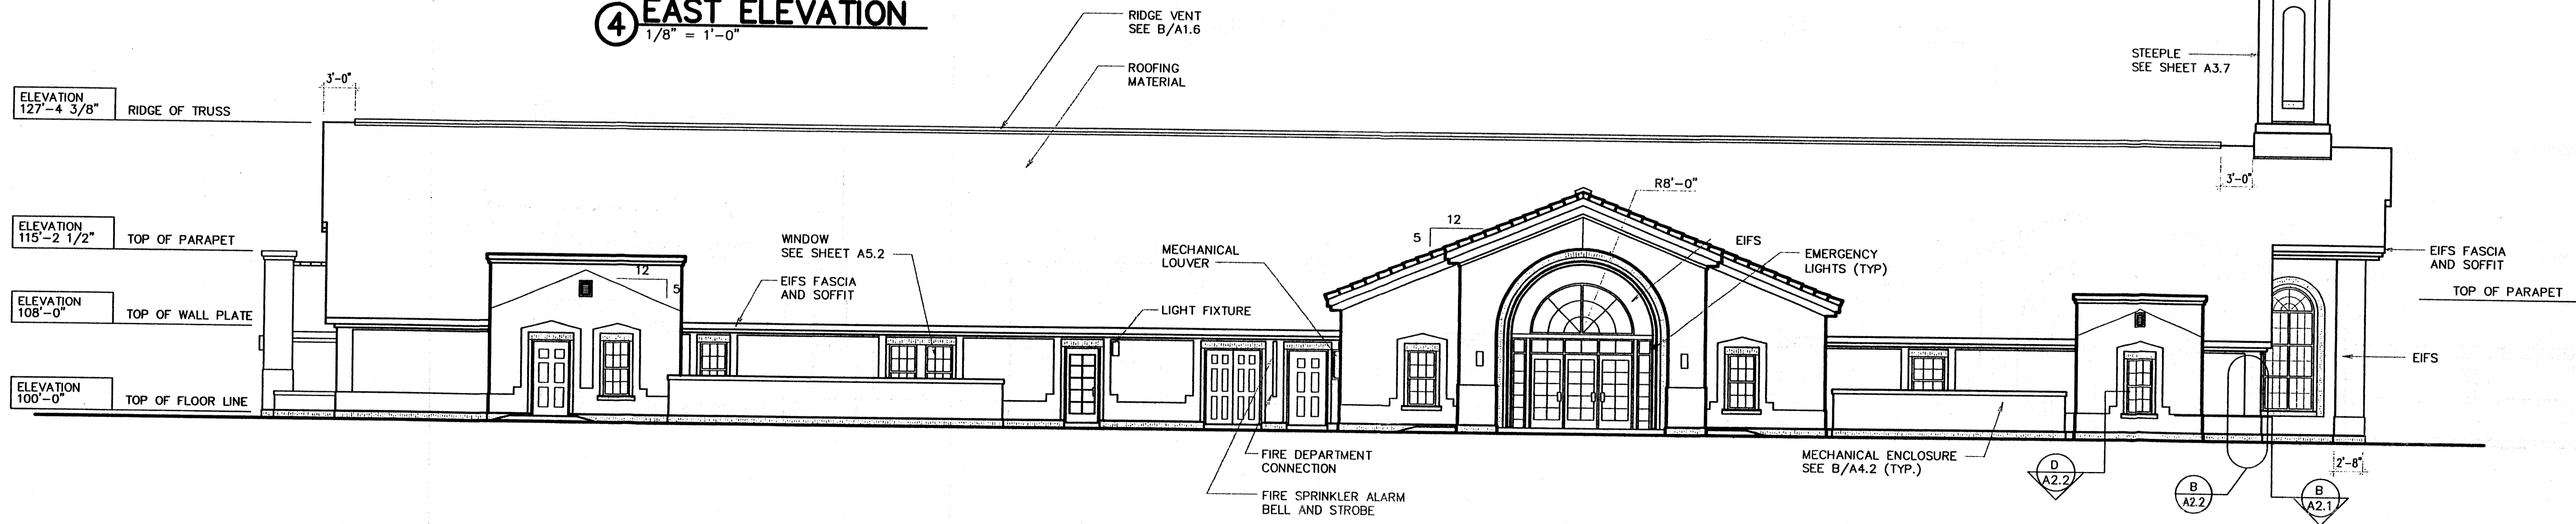 4 EAST ELEVATION
1/8" = 1'-0"
RIDGE VENT
SEE B/A1.6
ROOFING
MATERIAL
STEEPLE
SEE SHEET A3.7
3'-0"
ELEVATION
127'-4 3/8"
RIDGE OF TRUSS
3'-0"
R8'-0"
ELEVATION
115'-2 1/2"
TOP OF PARAPET
12
5
WINDOW
SEE SHEET A5.2
EIFS FASCIA
AND SOFFIT
MECHANICAL
LOUVER
12
5
EIFS
EMERGENCY
LIGHTS (TYP)
EIFS FASCIA
AND SOFFIT
TOP OF PARAPET
ELEVATION
108'-0"
TOP OF WALL PLATE
LIGHT FIXTURE
EIFS
ELEVATION
100'-0"
TOP OF FLOOR LINE
FIRE DEPARTMENT
CONNECTION
FIRE SPRINKLER ALARM
BELL AND STROBE
MECHANICAL ENCLOSURE
SEE B/A4.2 (TYP.)
D
A2.2
B
A2.2
B
A2.1
2'-8"